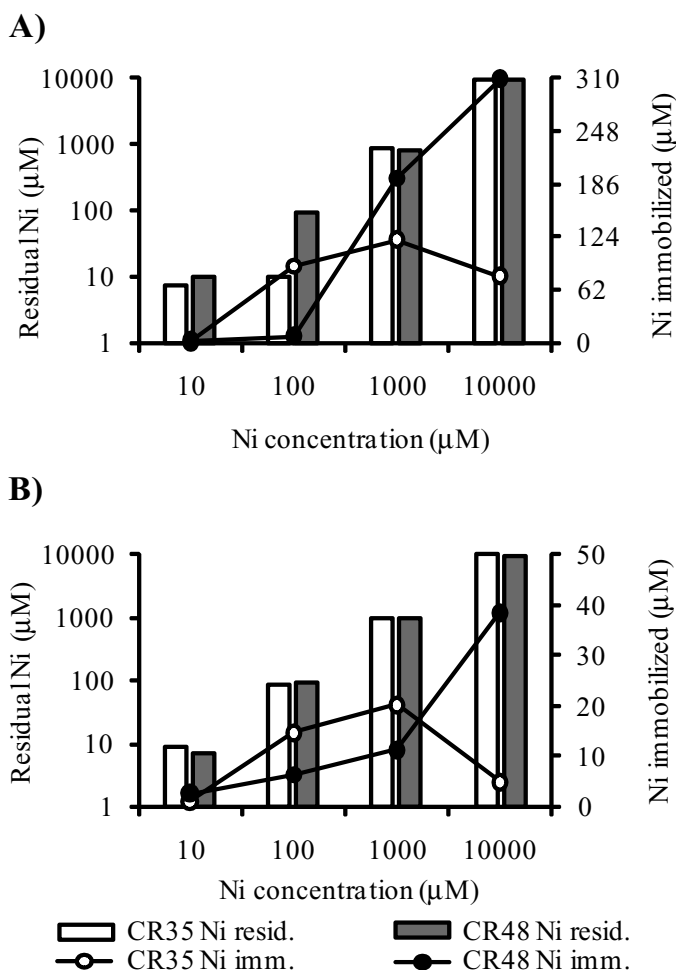 A)
10000
1000
100
10
1
Residual Ni (µM)
310
248
186
124
62
0
Ni immobilized (µM)
10 100 1000 10000
Ni concentration (µM)
B)
10000
1000
100
10
1
Residual Ni (µM)
50
40
30
20
10
0
Ni immobilized (µM)
10 100 1000 10000
Ni concentration (µM)
CR35 Ni resid. CR48 Ni resid.
CR35 Ni imm. CR48 Ni imm.